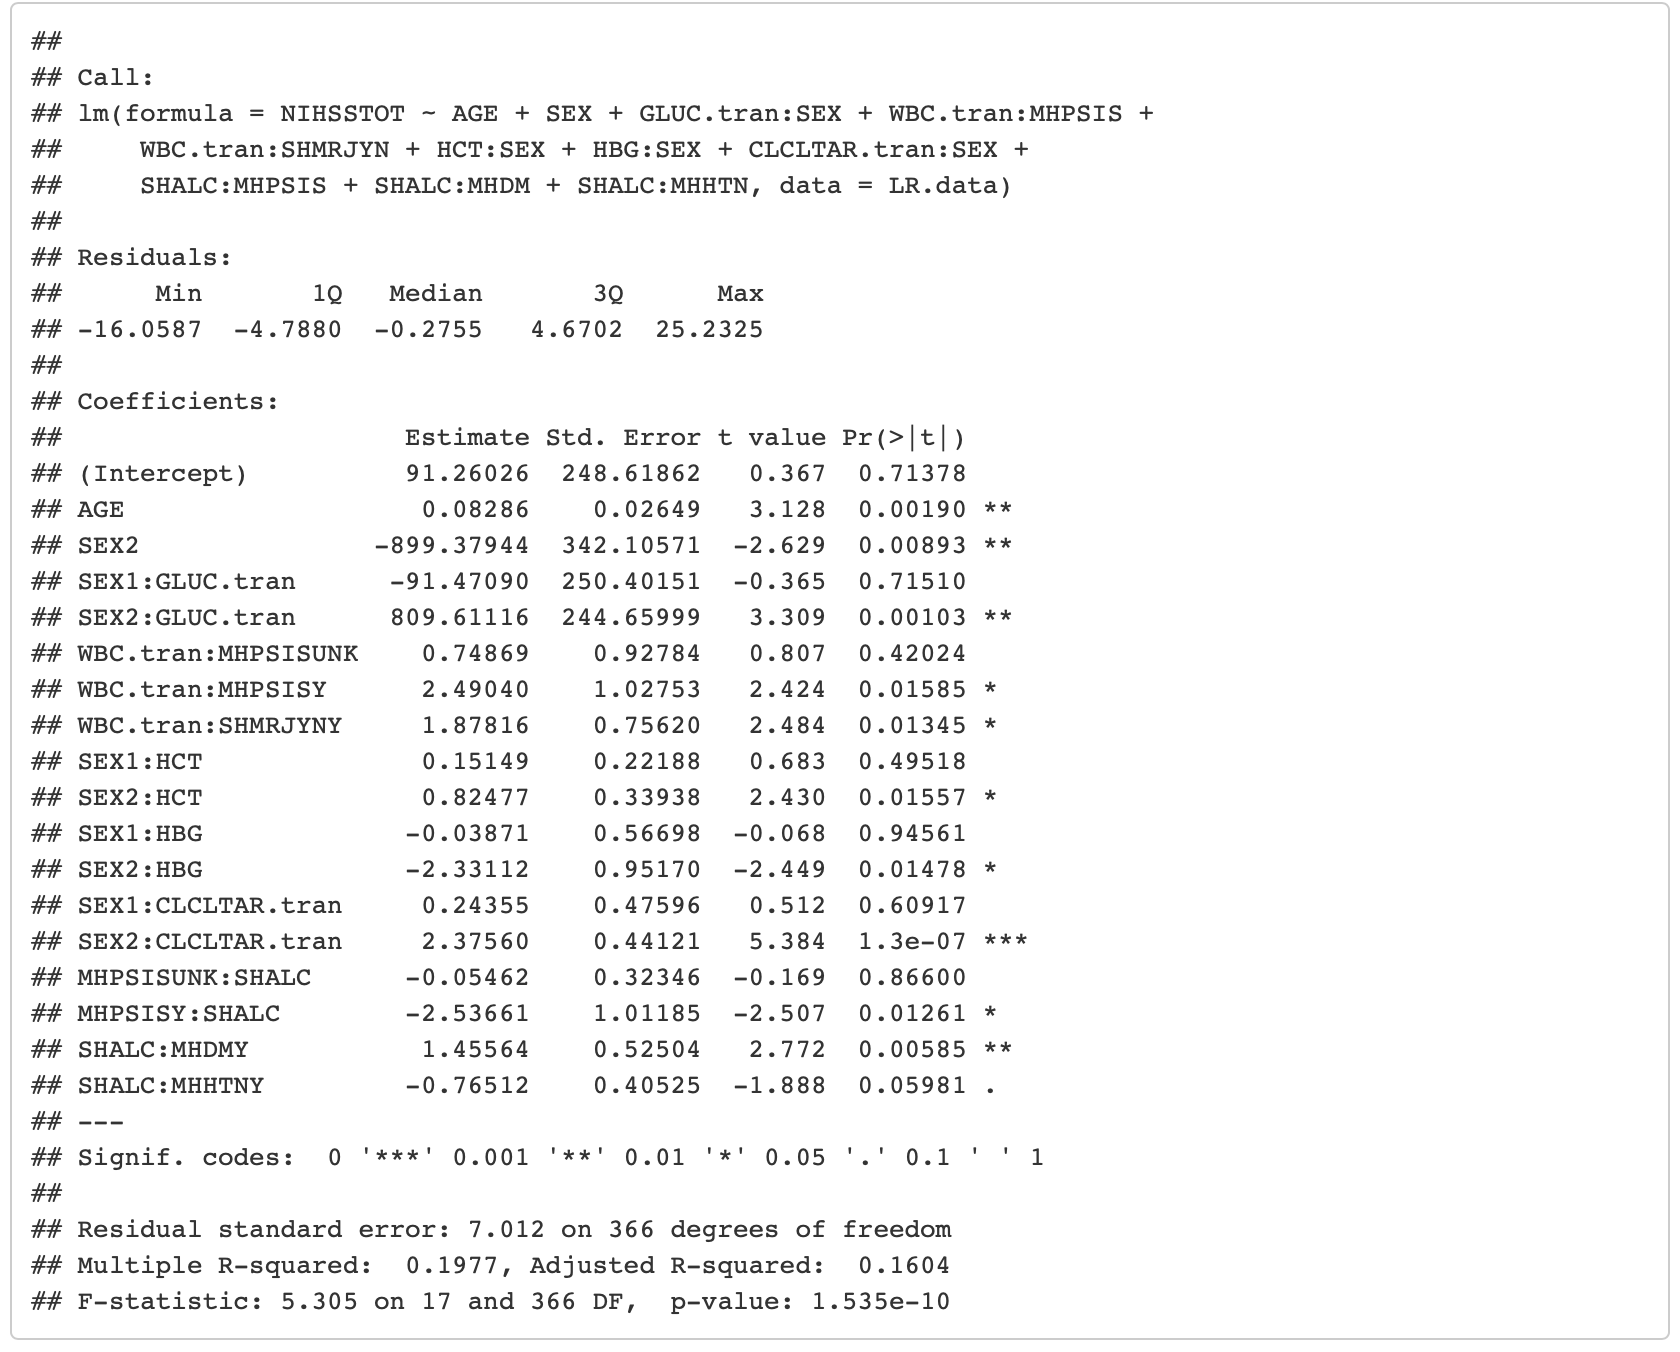 ##
## Call:
## lm(formula = NIHSSTOT ~ AGE + SEX + GLUC.tran:SEX + WBC.tran:MHPSIS +
##     WBC.tran:SHMRJYN + HCT:SEX + HBG:SEX + CLCLTAR.tran:SEX +
##     SHALC:MHPSIS + SHALC:MHDM + SHALC:MHHTN, data = LR.data)
##
## Residuals:
##      Min       1Q   Median       3Q      Max
## -16.0587  -4.7880  -0.2755   4.6702  25.2325
##
## Coefficients:
##                      Estimate Std. Error t value Pr(>|t|)
## (Intercept)          91.26026  248.61862   0.367  0.71378
## AGE                   0.08286    0.02649   3.128  0.00190 **
## SEX2               -899.37944  342.10571  -2.629  0.00893 **
## SEX1:GLUC.tran      -91.47090  250.40151  -0.365  0.71510
## SEX2:GLUC.tran      809.61116  244.65999   3.309  0.00103 **
## WBC.tran:MHPSISUNK    0.74869    0.92784   0.807  0.42024
## WBC.tran:MHPSISY      2.49040    1.02753   2.424  0.01585 *
## WBC.tran:SHMRJYNY     1.87816    0.75620   2.484  0.01345 *
## SEX1:HCT              0.15149    0.22188   0.683  0.49518
## SEX2:HCT              0.82477    0.33938   2.430  0.01557 *
## SEX1:HBG             -0.03871    0.56698  -0.068  0.94561
## SEX2:HBG             -2.33112    0.95170  -2.449  0.01478 *
## SEX1:CLCLTAR.tran     0.24355    0.47596   0.512  0.60917
## SEX2:CLCLTAR.tran     2.37560    0.44121   5.384  1.3e-07 ***
## MHPSISUNK:SHALC      -0.05462    0.32346  -0.169  0.86600
## MHPSISY:SHALC        -2.53661    1.01185  -2.507  0.01261 *
## SHALC:MHDMY           1.45564    0.52504   2.772  0.00585 **
## SHALC:MHHTNY         -0.76512    0.40525  -1.888  0.05981 .
## ---
## Signif. codes:  0 '***' 0.001 '**' 0.01 '*' 0.05 '.' 0.1 ' ' 1
##
## Residual standard error: 7.012 on 366 degrees of freedom
## Multiple R-squared:  0.1977, Adjusted R-squared:  0.1604
## F-statistic: 5.305 on 17 and 366 DF,  p-value: 1.535e-10